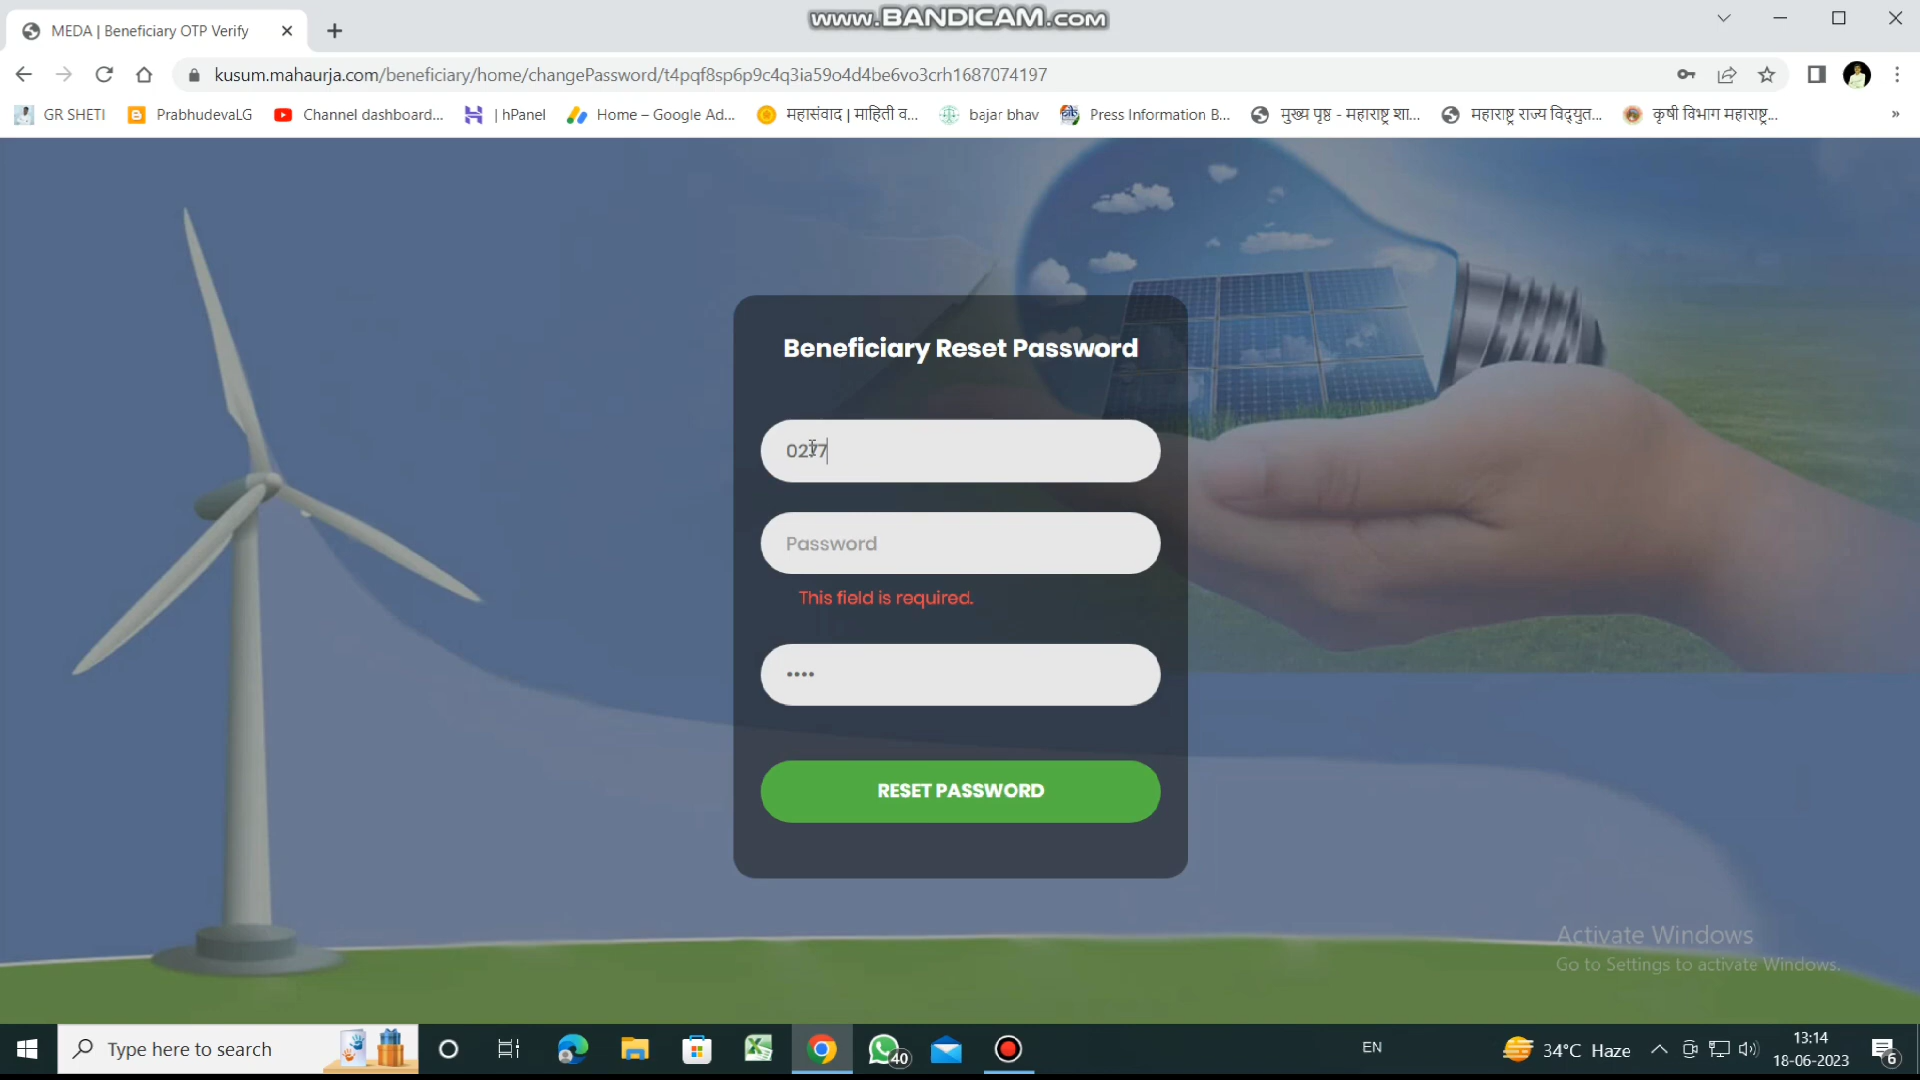 www.BANDICAM.com
MEDA | Beneficiary OTP Verify
kusum.mahaurja.com/beneficiary/home/changePassword/t4pqf8sp6p9c4q3ia59o4d4be6vo3crh1687074197
GR SHETI
PrabhudevaLG
Channel dashboard...
| hPanel
Home – Google Ad...
महासंवाद | माहिती व...
bajar bhav
Press Information B...
मुख्य पृष्ठ - महाराष्ट्र शा...
महाराष्ट्र राज्य विद्युत...
कृषी विभाग महाराष्ट्र...
»
Beneficiary Reset Password
0277
Password
This field is required.
RESET PASSWORD
Activate Windows
Go to Settings to activate Windows.
Type here to search
40
EN
34°C Haze
13:14
18-06-2023
6